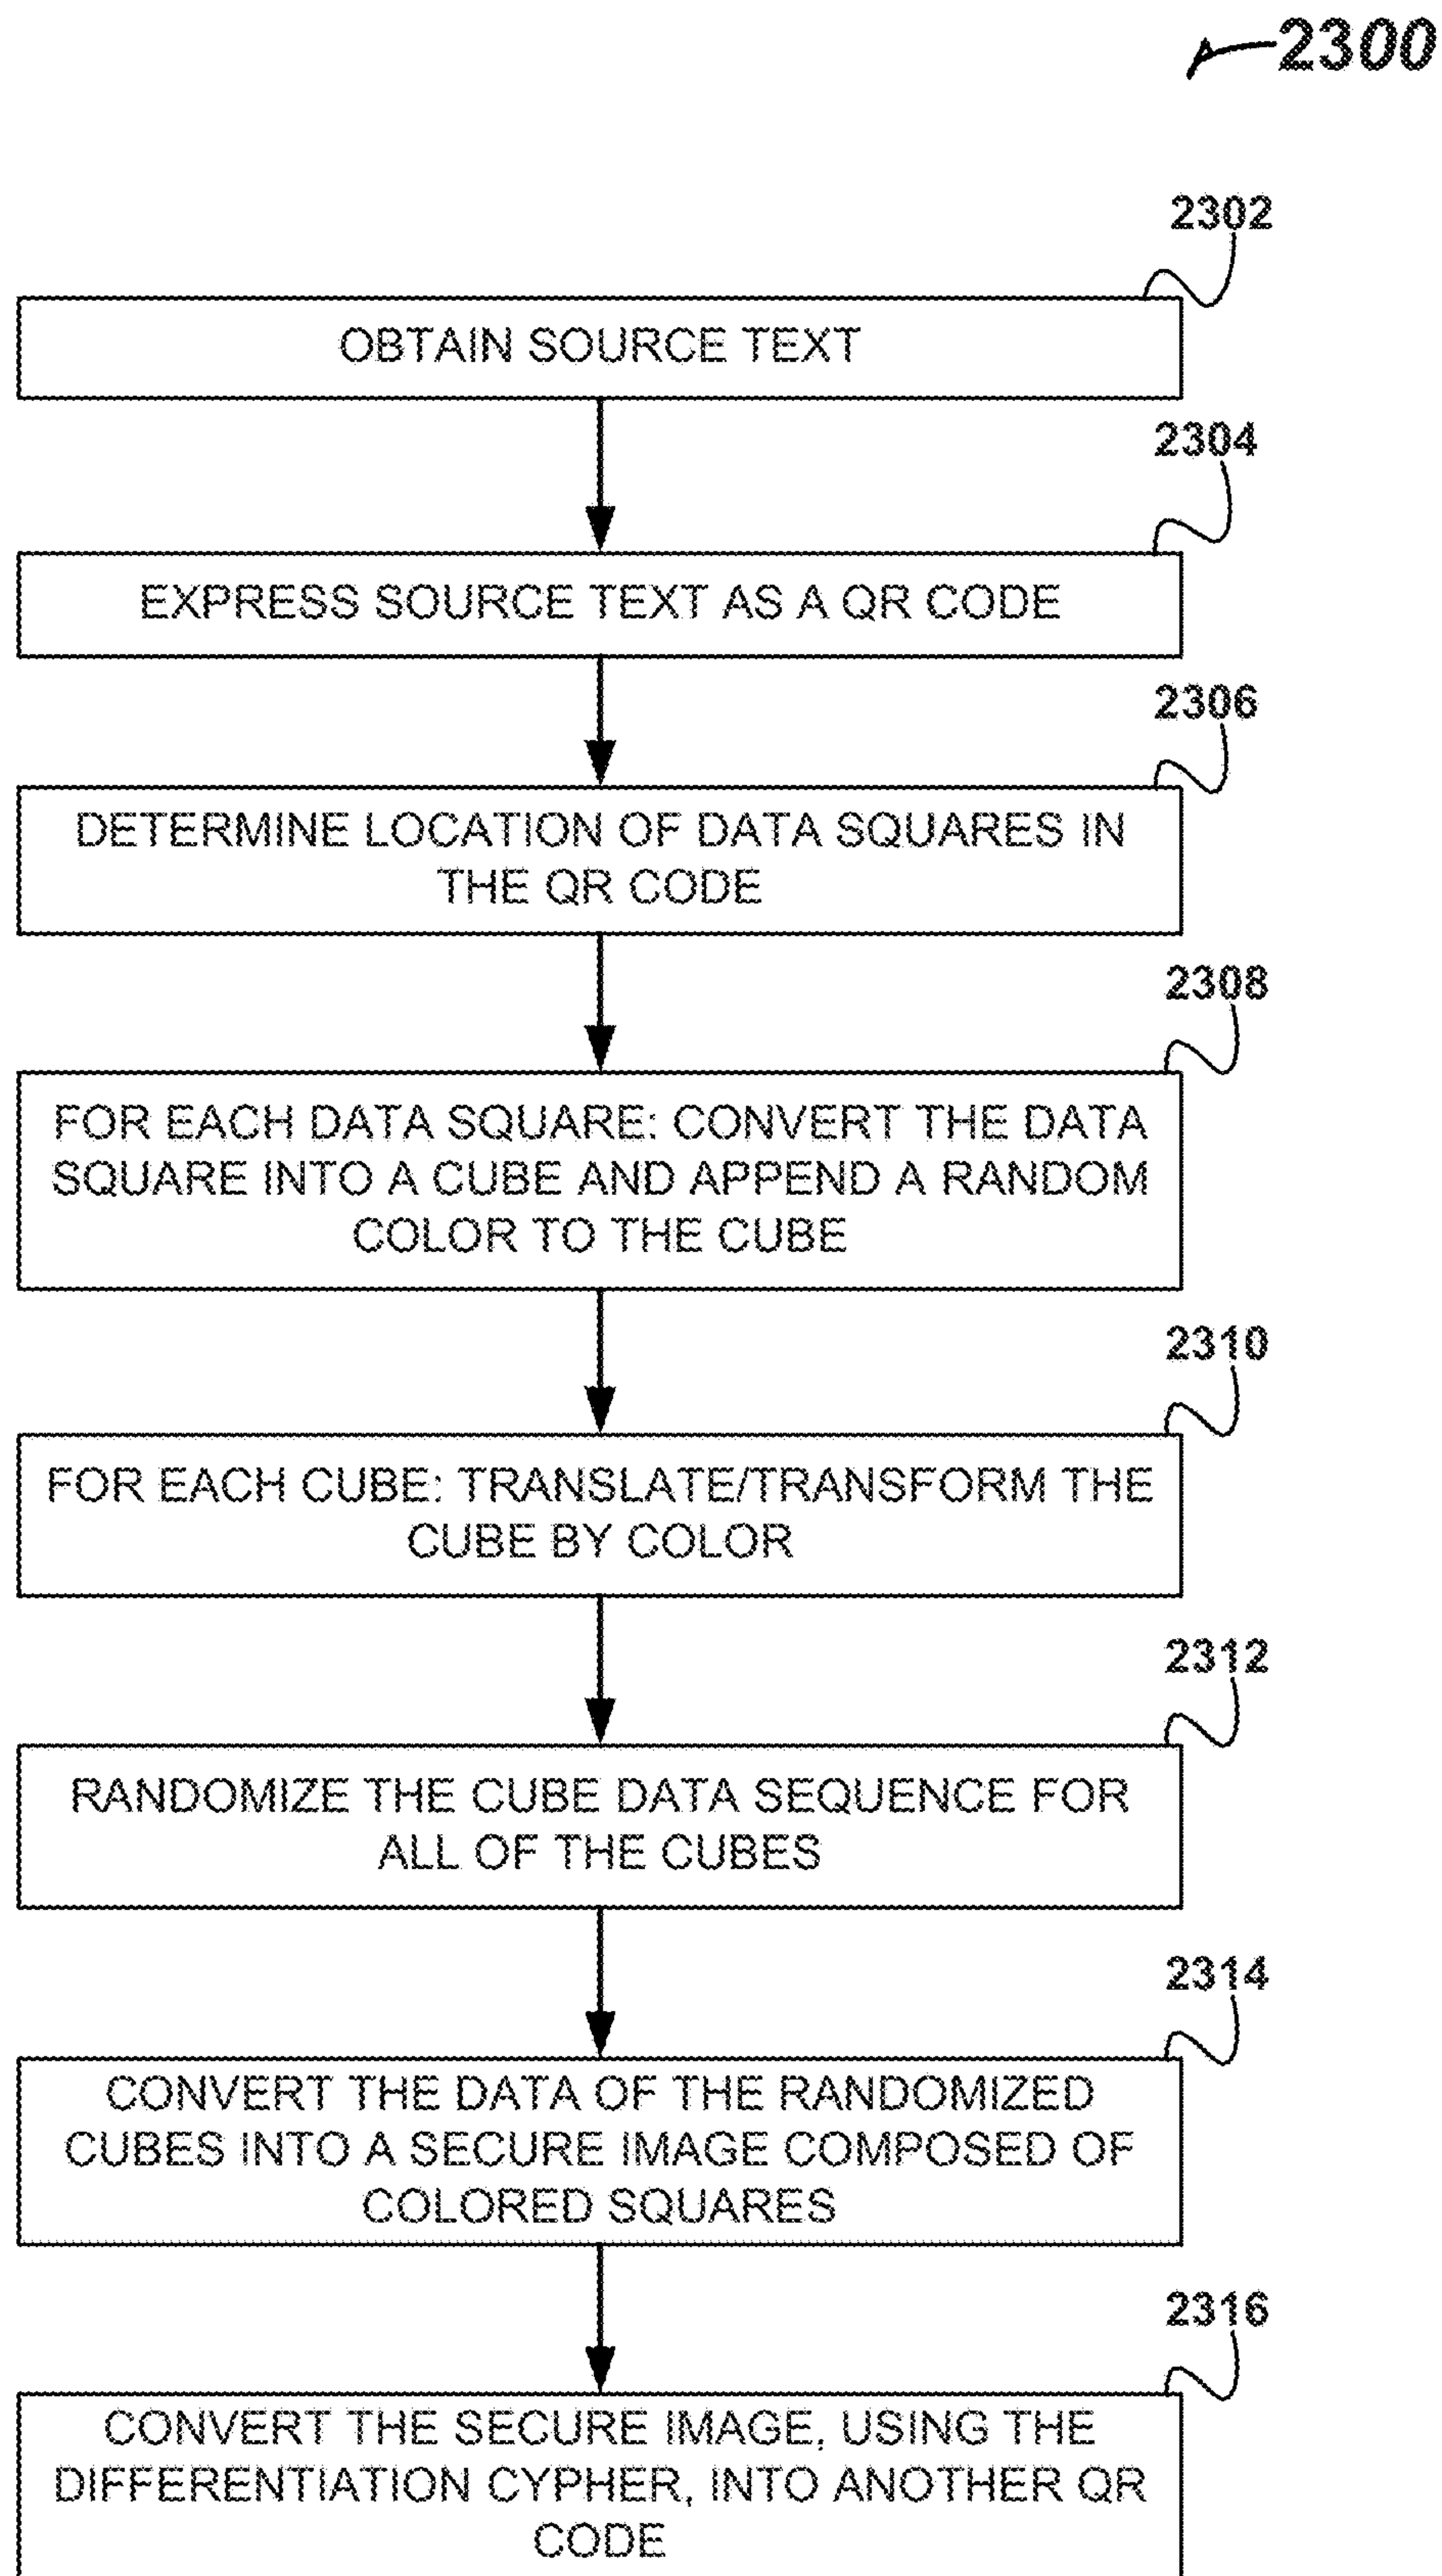 2300
2302
OBTAIN SOURCE TEXT
2304
EXPRESS SOURCE TEXT AS A QR CODE
2306
DETERMINE LOCATION OF DATA SQUARES IN
THE QR CODE
2308
FOR EACH DATA SQUARE: CONVERT THE DATA
SQUARE INTO A CUBE AND APPEND A RANDOM
COLOR TO THE CUBE
2310
FOR EACH CUBE: TRANSLATE/TRANSFORM THE
CUBE BY COLOR
2312
RANDOMIZE THE CUBE DATA SEQUENCE FOR
ALL OF THE CUBES
2314
CONVERT THE DATA OF THE RANDOMIZED
CUBES INTO A SECURE IMAGE COMPOSED OF
COLORED SQUARES
2316
CONVERT THE SECURE IMAGE, USING THE
DIFFERENTIATION CYPHER, INTO ANOTHER QR
CODE